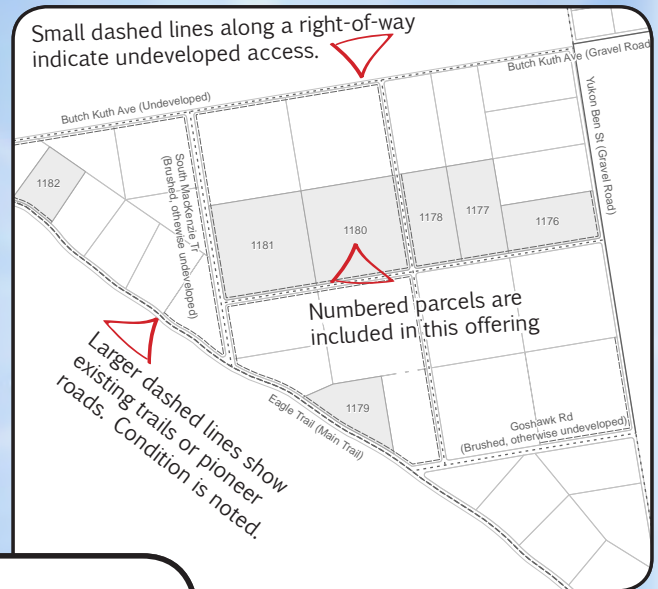 Small dashed lines along a right-of-way
indicate undeveloped access.
Butch Kuth Ave (Gravel Road)
Butch Kuth Ave (Undeveloped)
Yukon Ben St (Gravel Road)
South MacKenzie Tr
(Brushed, othewise undeveloped)
1182
1181
1180
1178
1177
1176
Numbered parcels are
included in this offering
Larger dashed lines show
existing trails or pioneer
roads. Condition is noted.
1179
Eagle Trail (Main Trail)
Goshawk Rd
(Brushed, otherwise undeveloped)